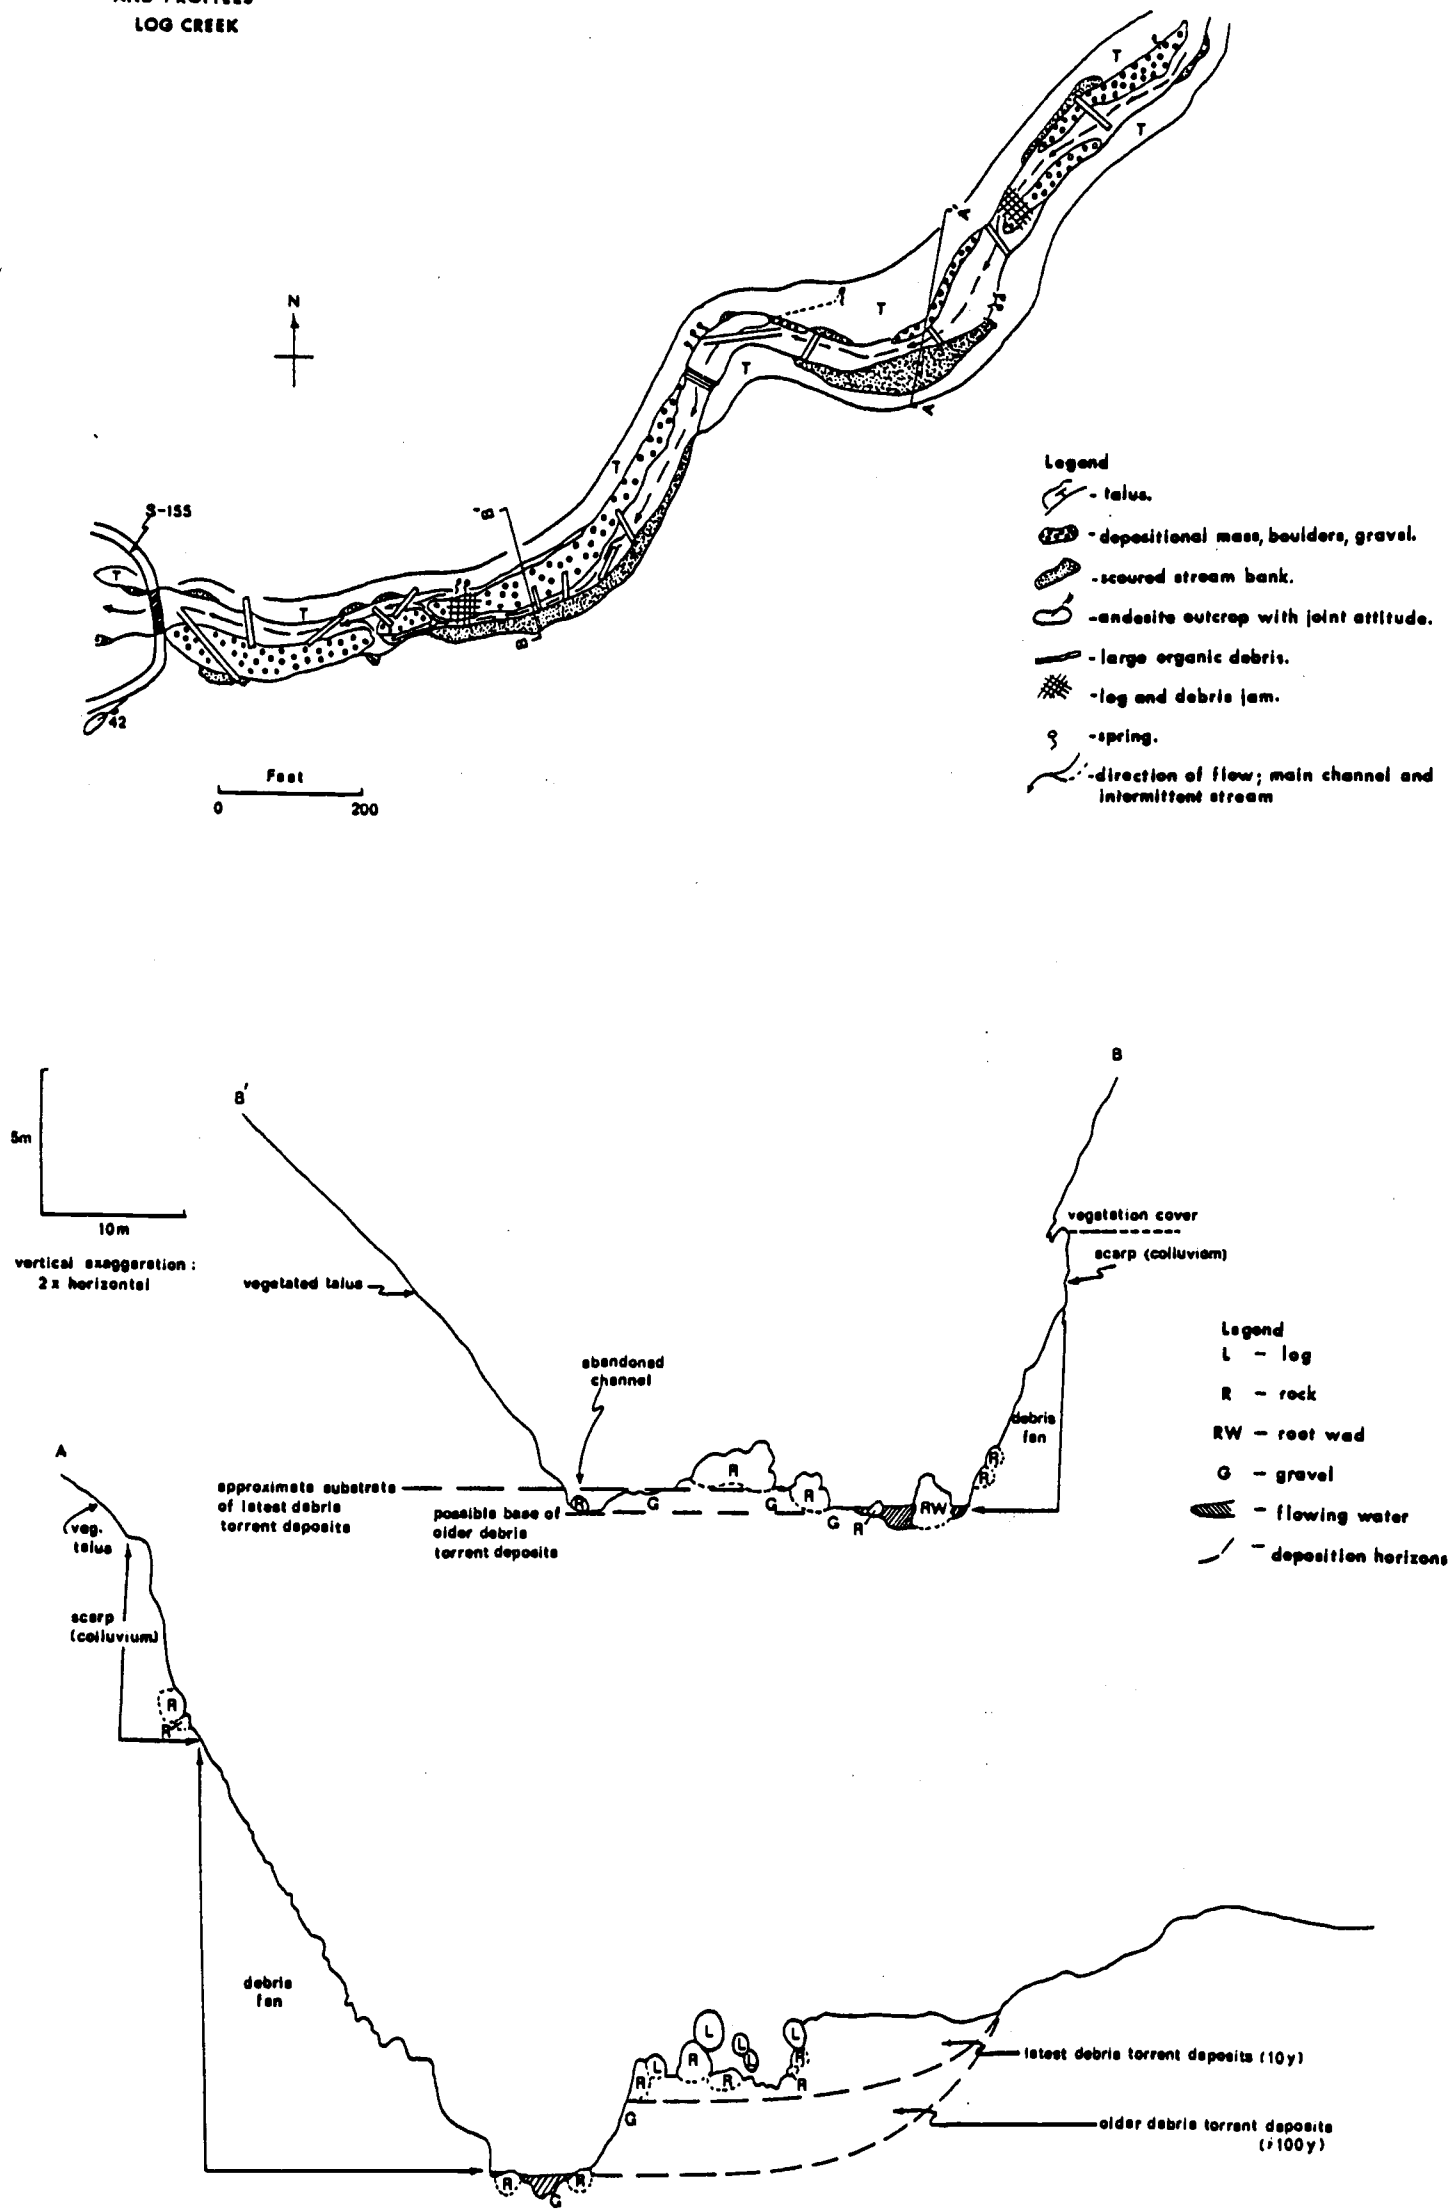 LOG CREEK
T
T
T
T
T
T
T
T
N
A'
A
B'
B
S-155
42
Feet
0 200
Legend
T - talus.
- depositional mass, boulders, gravel.
- scoured stream bank.
- andesite outcrop with joint attitude.
- large organic debris.
- log and debris jam.
- spring.
- direction of flow; main channel and
intermittent stream
5m
10m
vertical exaggeration :
2 x horizontal
B'
B
vegetation cover
scarp (colluvium)
vegetated talus
abandoned
channel
debris
fan
approximate substrate
of latest debris
torrent deposits
possible base of
older debris
torrent deposits
R
G
R
G
R
G
R
RW
R
R
Legend
L - log
R - rock
RW - root wad
G - gravel
- flowing water
- deposition horizons
A
veg.
talus
scarp
(colluvium)
R
R
debris
fan
L
L
L
L
L
R
R
R
R
R
G
R
G
R
latest debris torrent deposits (10y)
older debris torrent deposits